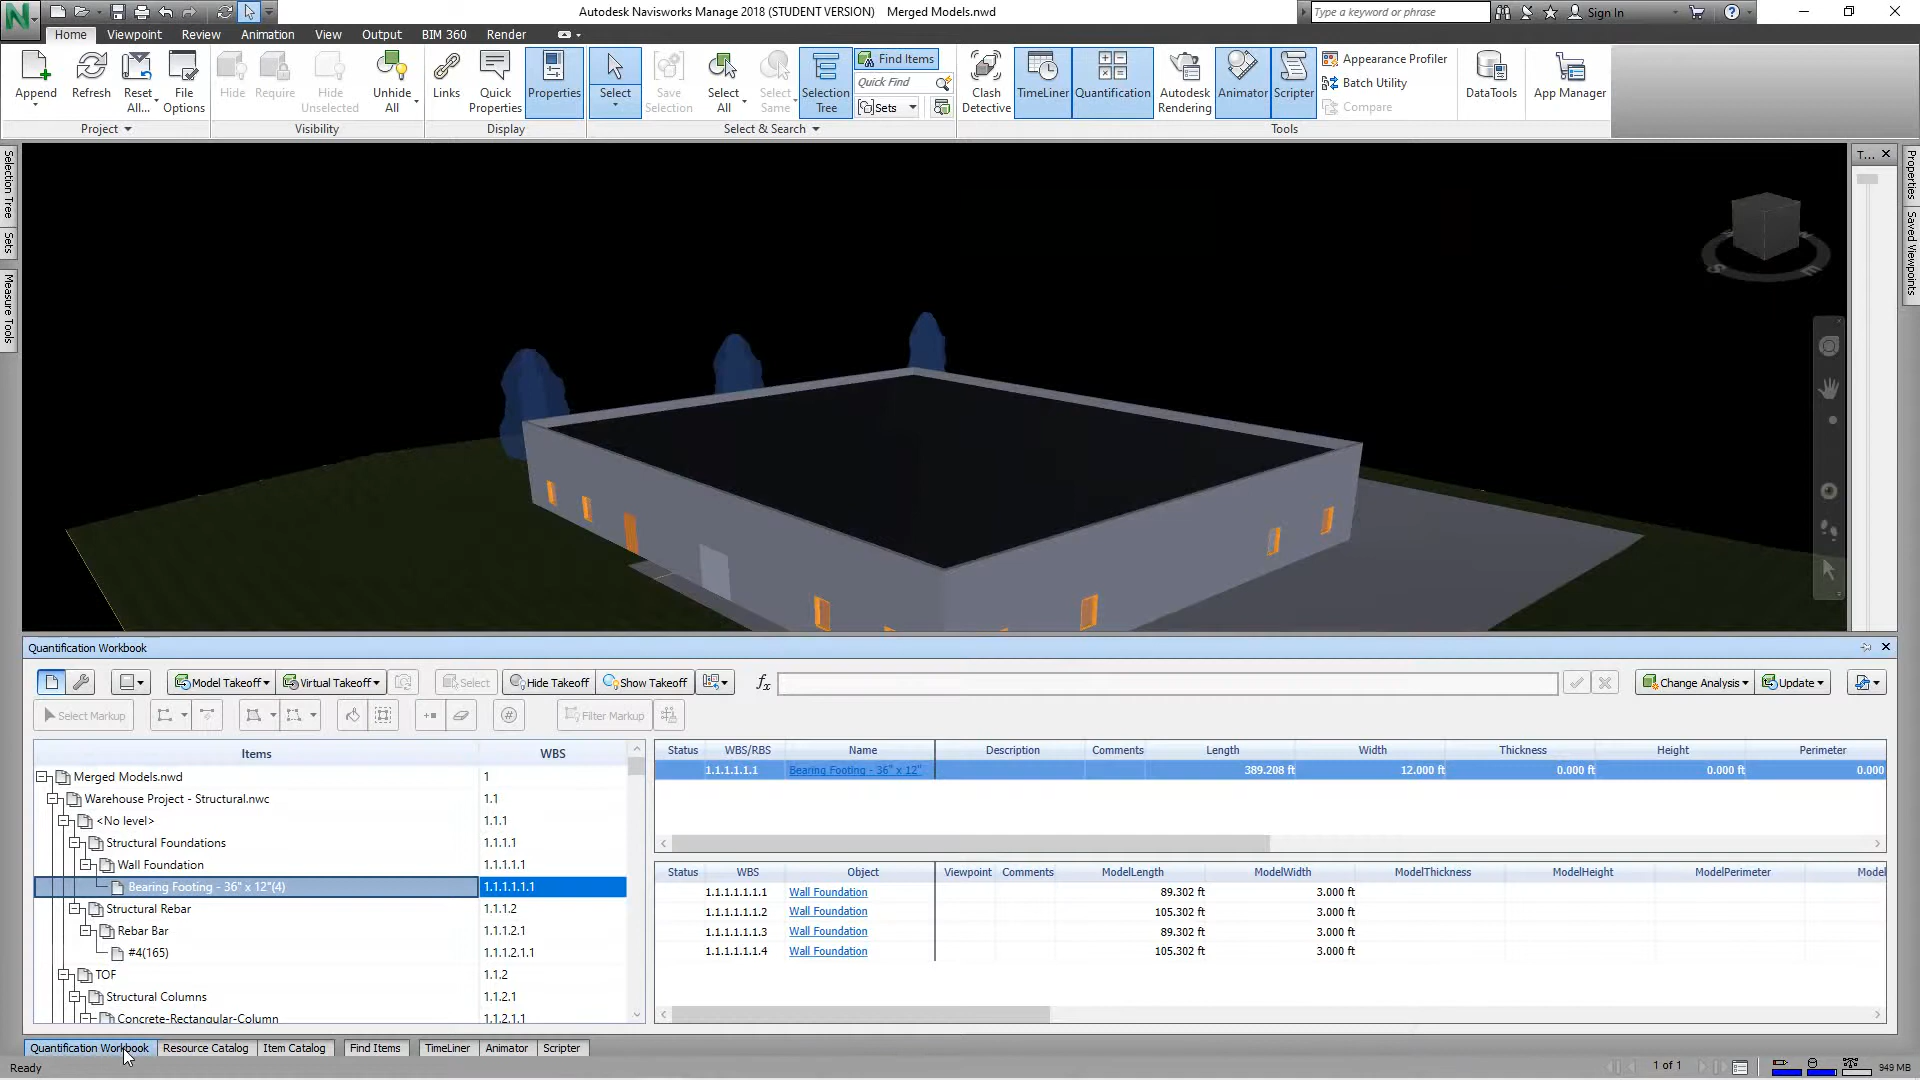 Autodesk Navisworks Manage 2018 (STUDENT VERSION) Merged Models.nwd
Type a keyword or phrase
Sign In
Home Viewpoint Review Animation View Output BIM 360 Render
Append
Refresh
Reset All...
File Options
Hide
Require
Hide Unselected
Unhide All
Links
Quick Properties
Properties
Select
Save Selection
Select All
Select Same
Selection Tree
Find Items
Quick Find
Sets
Clash Detective
TimeLiner
Quantification
Autodesk Rendering
Animator
Scripter
Appearance Profiler
Batch Utility
Compare
DataTools
App Manager
Project Visibility Display Select & Search Tools
Selection Tree
Sets
Measure Tools
T...
Properties
Saved Viewpoints
S E
Quantification Workbook
Model Takeoff Virtual Takeoff Select Hide Takeoff Show Takeoff fx Change Analysis Update
Select Markup Filter Markup
Items WBS
Merged Models.nwd 1
Warehouse Project - Structural.nwc 1.1
<No level> 1.1.1
Structural Foundations 1.1.1.1
Wall Foundation 1.1.1.1.1
Bearing Footing - 36" x 12"(4) 1.1.1.1.1.1
Structural Rebar 1.1.1.2
Rebar Bar 1.1.1.2.1
#4(165) 1.1.1.2.1.1
TOF 1.1.2
Structural Columns 1.1.2.1
Concrete-Rectangular-Column 1.1.2.1.1
Status WBS/RBS Name Description Comments Length Width Thickness Height Perimeter
1.1.1.1.1.1 Bearing Footing - 36" x 12" 389.208 ft 12.000 ft 0.000 ft 0.000 ft 0.000
Status WBS Object Viewpoint Comments ModelLength ModelWidth ModelThickness ModelHeight ModelPerimeter Model
1.1.1.1.1.1.1 Wall Foundation 89.302 ft 3.000 ft
1.1.1.1.1.1.2 Wall Foundation 105.302 ft 3.000 ft
1.1.1.1.1.1.3 Wall Foundation 89.302 ft 3.000 ft
1.1.1.1.1.1.4 Wall Foundation 105.302 ft 3.000 ft
Quantification Workbook Resource Catalog Item Catalog Find Items TimeLiner Animator Scripter
Ready 1 of 1 949 MB